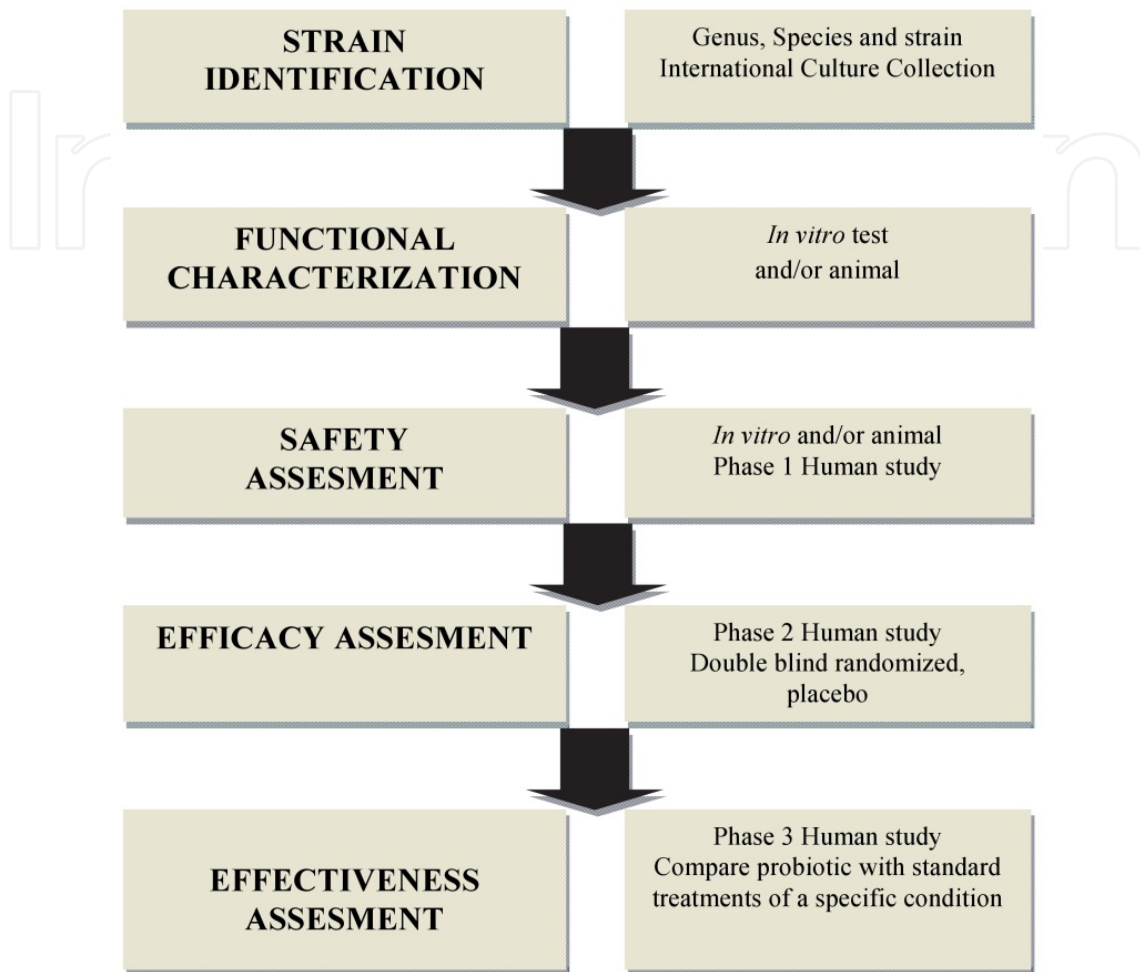 STRAIN
IDENTIFICATION
Genus, Species and strain
International Culture Collection
FUNCTIONAL
CHARACTERIZATION
In vitro test
and/or animal
SAFETY
ASSESMENT
In vitro and/or animal
Phase 1 Human study
EFFICACY ASSESMENT
Phase 2 Human study
Double blind randomized,
placebo
EFFECTIVENESS
ASSESMENT
Phase 3 Human study
Compare probiotic with standard
treatments of a specific condition